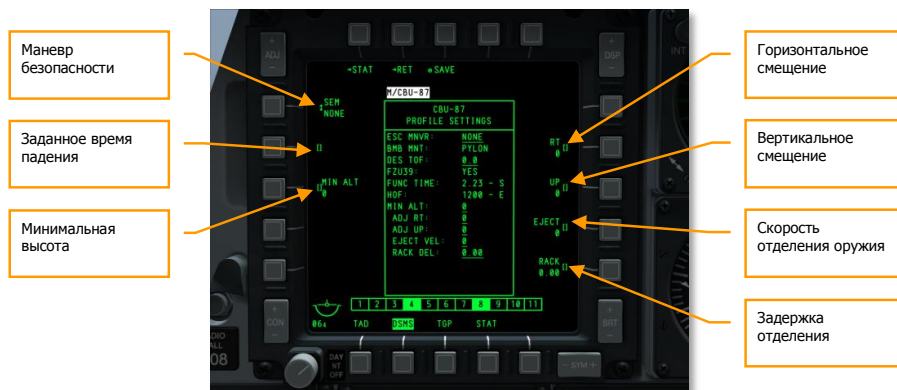 Маневр
безопасности
Заданное время
падения
Минимальная
высота
ADJ
DSP
INT
→STAT →RET ⊕SAVE
M/CBU-87
CBU-87
PROFILE SETTINGS
ESC MNVR: NONE
BMB MNT: PYLON
DES TOF: 0.0
FZU39: YES
FUNC TIME: 2.23 - S
HOF: 1200 - E
MIN ALT: 0
ADJ RT: 0
ADJ UP: 0
EJECT VEL: 0
RACK DEL: 0.00
↕SEM
NONE
[]
[]MIN ALT
0
RT []
0
UP []
0
EJECT []
0
RACK []
0.00
1 2 3 4 5 6 7 8 9 10 11
06
TAD DSMS TGP STAT
CON
BRT
ALL
08
DAY
NT
OFF
- SYM +
Горизонтальное
смещение
Вертикальное
смещение
Скорость
отделения оружия
Задержка
отделения